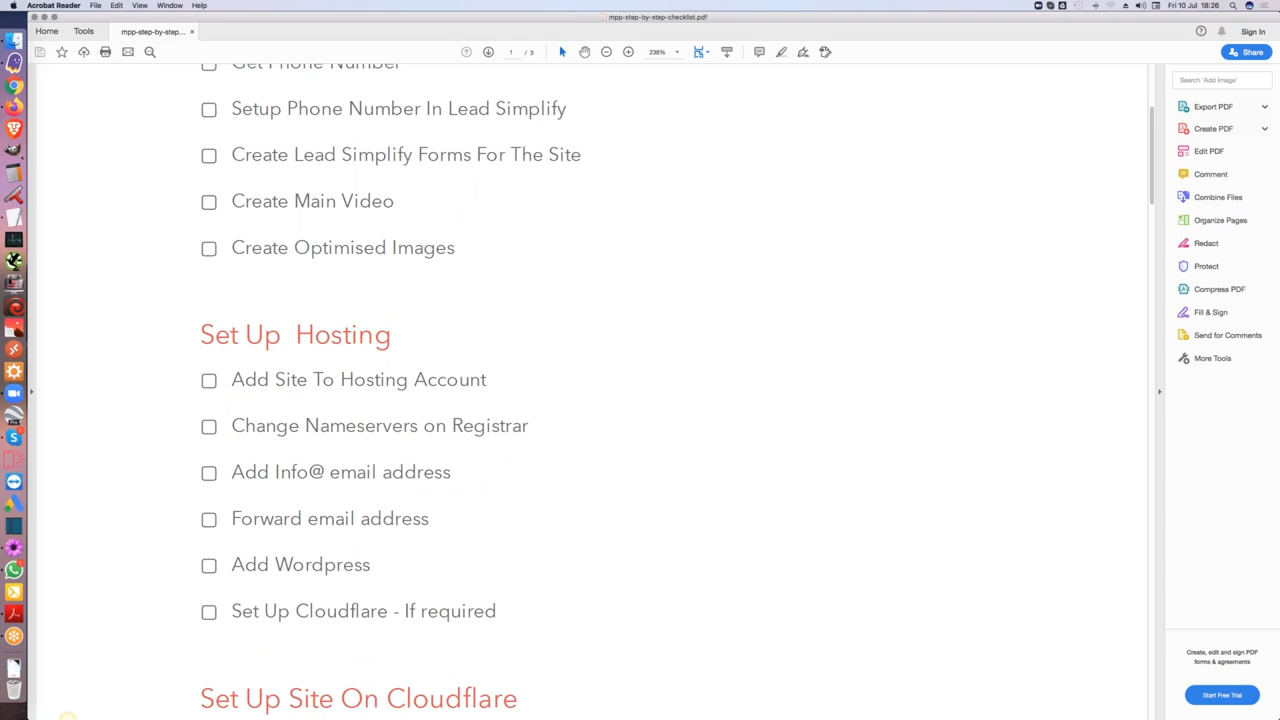 Acrobat Reader File Edit View Window Help
Fri 10 Jul 18:26
mpp-step-by-step-checklist.pdf
Home Tools mpp-step-by-step... ×
Sign In
1 / 3
238%
Share
Get Phone Number
Setup Phone Number In Lead Simplify
Create Lead Simplify Forms For The Site
Create Main Video
Create Optimised Images
Set Up Hosting
Add Site To Hosting Account
Change Nameservers on Registrar
Add Info@ email address
Forward email address
Add Wordpress
Set Up Cloudflare - If required
Set Up Site On Cloudflare
Search 'Add Image'
Export PDF
Create PDF
Edit PDF
Comment
Combine Files
Organize Pages
Redact
Protect
Compress PDF
Fill & Sign
Send for Comments
More Tools
Create, edit and sign PDF
forms & agreements
Start Free Trial